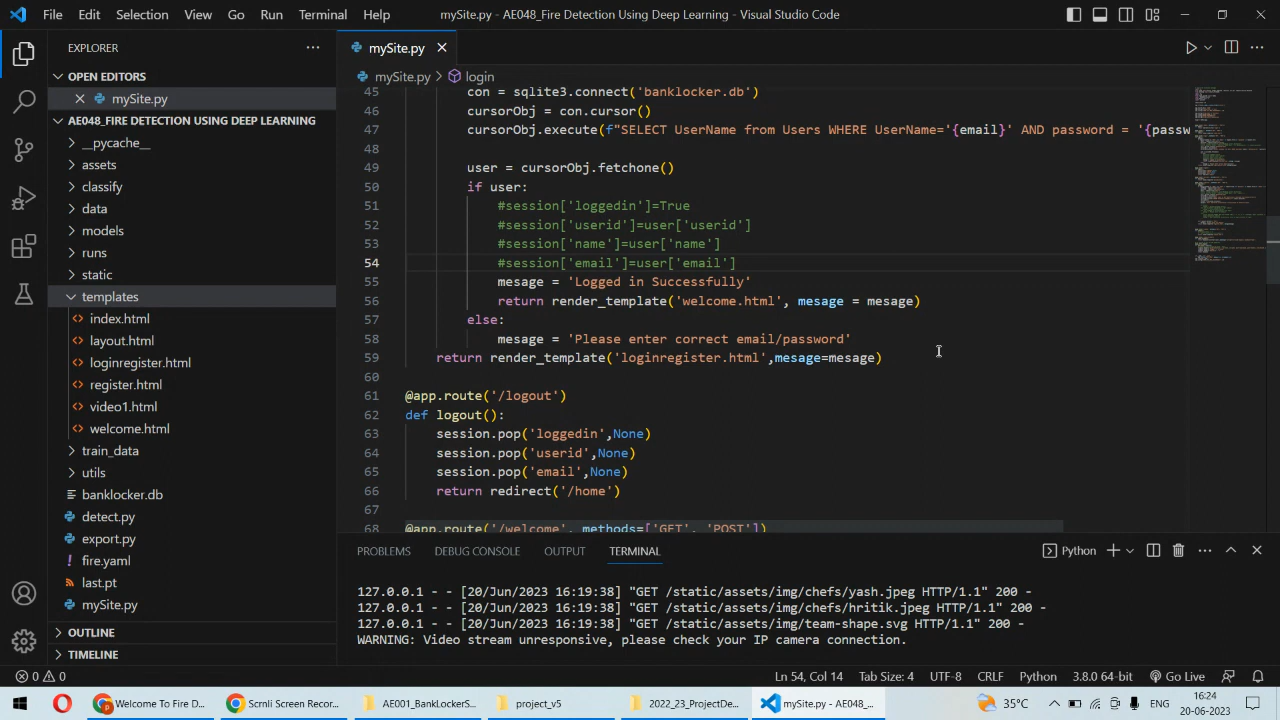 File Edit Selection View Go Run Terminal Help
mySite.py - AE048_Fire Detection Using Deep Learning - Visual Studio Code
EXPLORER
mySite.py
OPEN EDITORS
mySite.py > login
mySite.py
AE048_FIRE DETECTION USING DEEP LEARNING
__pycache__
assets
classify
data
models
runs
static
templates
index.html
layout.html
loginregister.html
register.html
video1.html
welcome.html
train_data
utils
banklocker.db
detect.py
export.py
fire.yaml
last.pt
mySite.py
OUTLINE
TIMELINE
45 con = sqlite3.connect('banklocker.db')
46 cursorObj = con.cursor()
47 cursorObj.execute(f"SELECT UserName from Users WHERE UserName = '{email}' AND password = '{passw
48
49 user = cursorObj.fetchone()
50 if user:
51 #session['loggedin']=True
52 #session['userid']=user['userid']
53 #session['name']=user['name']
54 #session['email']=user['email']
55 mesage = 'Logged in Successfully'
56 return render_template('welcome.html', mesage = mesage)
57 else:
58 mesage = 'Please enter correct email/password'
59 return render_template('loginregister.html',mesage=mesage)
60
61 @app.route('/logout')
62 def logout():
63 session.pop('loggedin',None)
64 session.pop('userid',None)
65 session.pop('email',None)
66 return redirect('/home')
67
68 @app.route('/welcome', methods=['GET', 'POST'])
PROBLEMS DEBUG CONSOLE OUTPUT TERMINAL
Python
127.0.0.1 - - [20/Jun/2023 16:19:38] "GET /static/assets/img/chefs/yash.jpeg HTTP/1.1" 200 -
127.0.0.1 - - [20/Jun/2023 16:19:38] "GET /static/assets/img/chefs/hritik.jpeg HTTP/1.1" 200 -
127.0.0.1 - - [20/Jun/2023 16:19:38] "GET /static/assets/img/team-shape.svg HTTP/1.1" 200 -
WARNING: Video stream unresponsive, please check your IP camera connection.
0 0 Ln 54, Col 14 Tab Size: 4 UTF-8 CRLF Python 3.8.0 64-bit Go Live
Welcome To Fire D... Scrnli Screen Recor... AE001_BankLockerS... project_v5 2022_23_ProjectDe... mySite.py - AE048_... 35°C ENG 16:24
20-06-2023